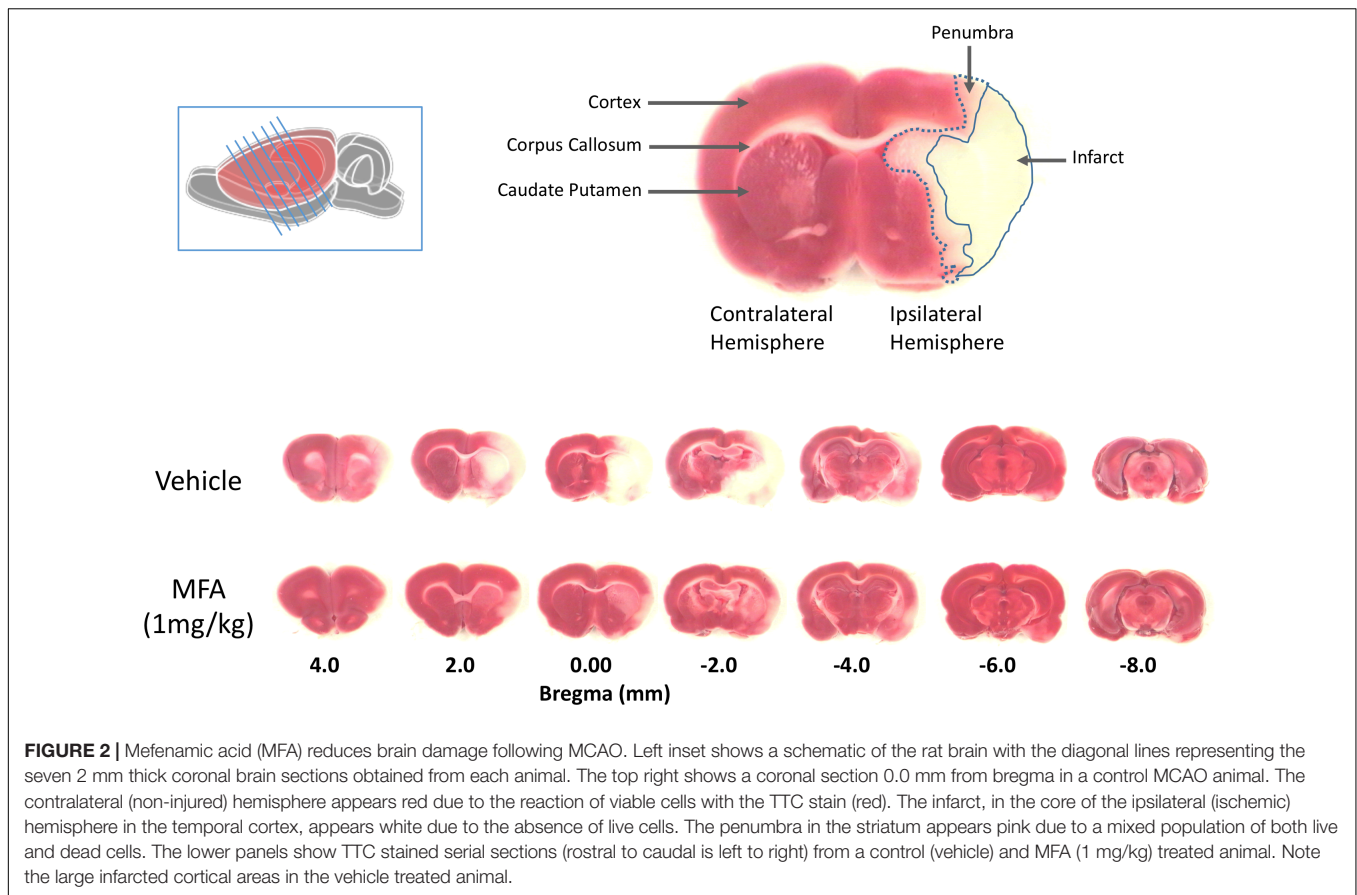 Penumbra
Cortex
Corpus Callosum
Infarct
Caudate Putamen
Contralateral
Hemisphere
Ipsilateral
Hemisphere
Vehicle
MFA
(1mg/kg)
4.0 2.0 0.00 -2.0 -4.0 -6.0 -8.0
Bregma (mm)
FIGURE 2 | Mefenamic acid (MFA) reduces brain damage following MCAO. Left inset shows a schematic of the rat brain with the diagonal lines representing the
seven 2 mm thick coronal brain sections obtained from each animal. The top right shows a coronal section 0.0 mm from bregma in a control MCAO animal. The
contralateral (non-injured) hemisphere appears red due to the reaction of viable cells with the TTC stain (red). The infarct, in the core of the ipsilateral (ischemic)
hemisphere in the temporal cortex, appears white due to the absence of live cells. The penumbra in the striatum appears pink due to a mixed population of both live
and dead cells. The lower panels show TTC stained serial sections (rostral to caudal is left to right) from a control (vehicle) and MFA (1 mg/kg) treated animal. Note
the large infarcted cortical areas in the vehicle treated animal.